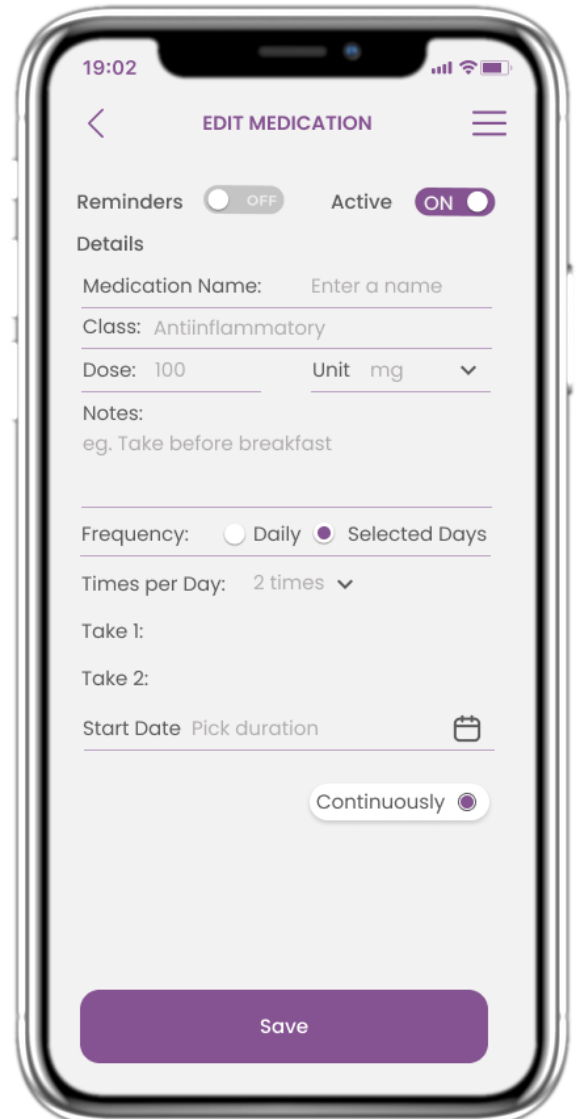 19:02
EDIT MEDICATION
Reminders OFF Active ON
Details
Medication Name: Enter a name
Class: Antiinflammatory
Dose: 100 Unit mg
Notes:
eg. Take before breakfast
Frequency: Daily Selected Days
Times per Day: 2 times
Take 1:
Take 2:
Start Date Pick duration
Continuously
Save